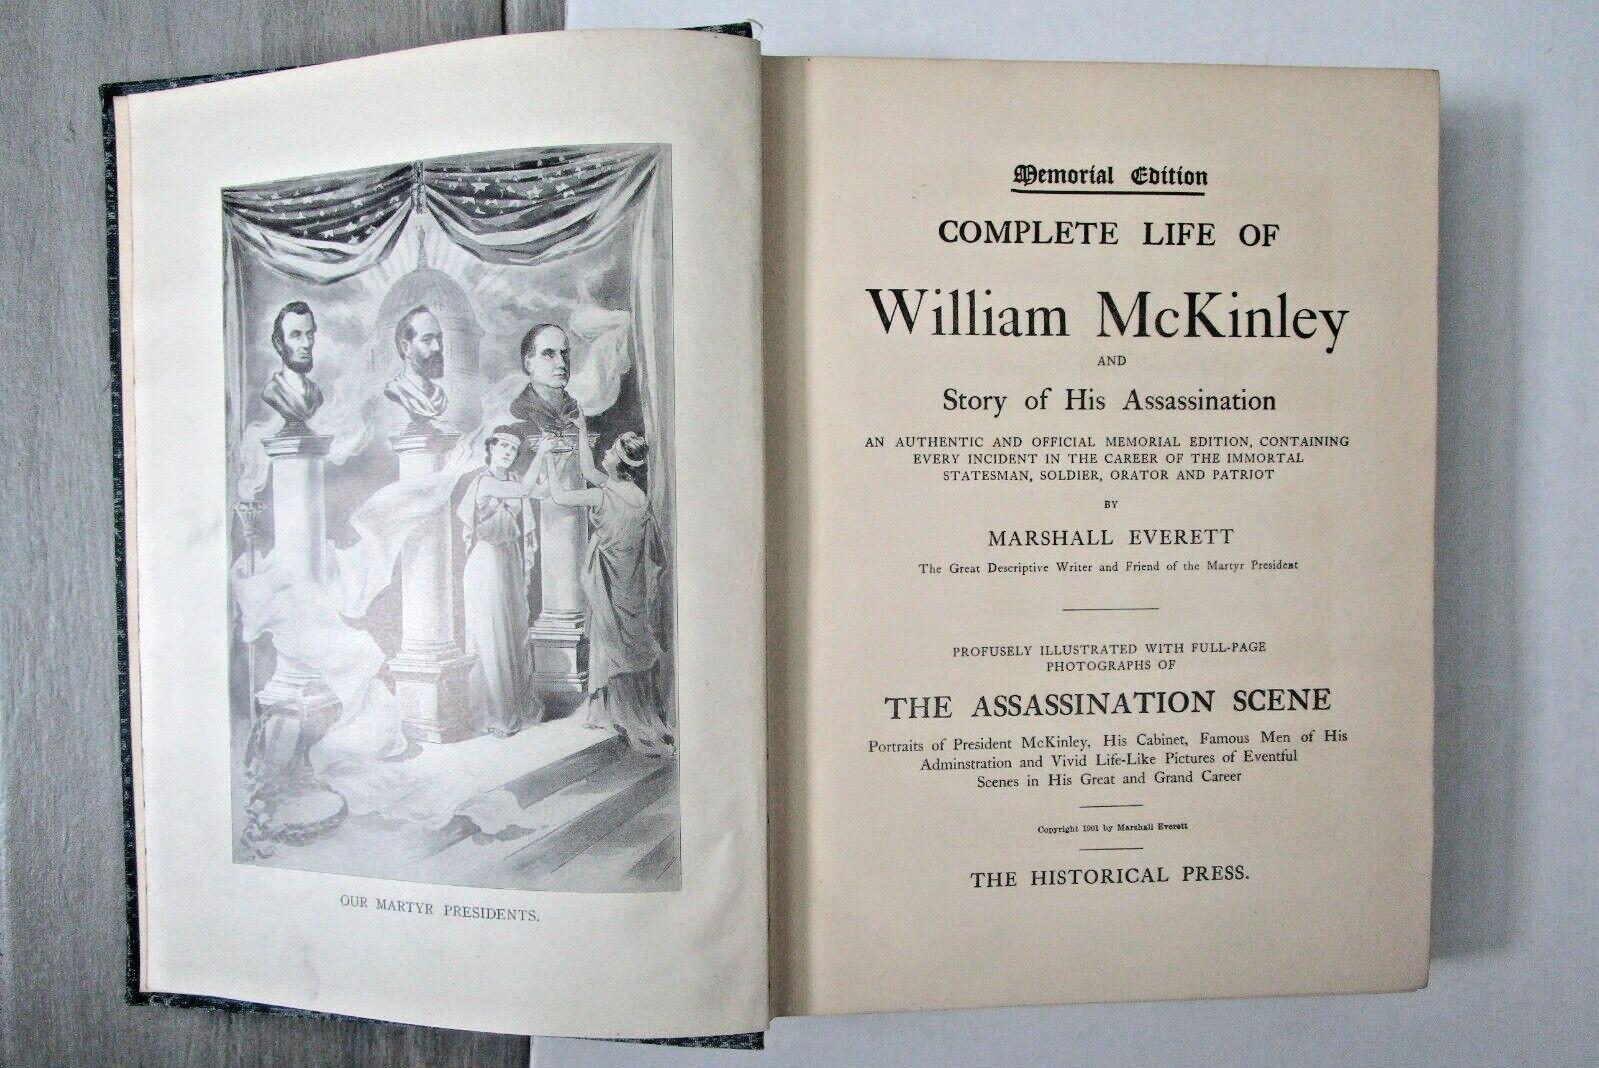 OUR MARTYR PRESIDENTS.
Memorial Edition
COMPLETE LIFE OF
William McKinley
AND
Story of His Assassination
AN AUTHENTIC AND OFFICIAL MEMORIAL EDITION, CONTAINING
EVERY INCIDENT IN THE CAREER OF THE IMMORTAL
STATESMAN, SOLDIER, ORATOR AND PATRIOT
BY
MARSHALL EVERETT
The Great Descriptive Writer and Friend of the Martyr President
PROFUSELY ILLUSTRATED WITH FULL-PAGE
PHOTOGRAPHS OF
THE ASSASSINATION SCENE
Portraits of President McKinley, His Cabinet, Famous Men of His
Adminstration and Vivid Life-Like Pictures of Eventful
Scenes in His Great and Grand Career
Copyright 1901 by Marshall Everett
THE HISTORICAL PRESS.